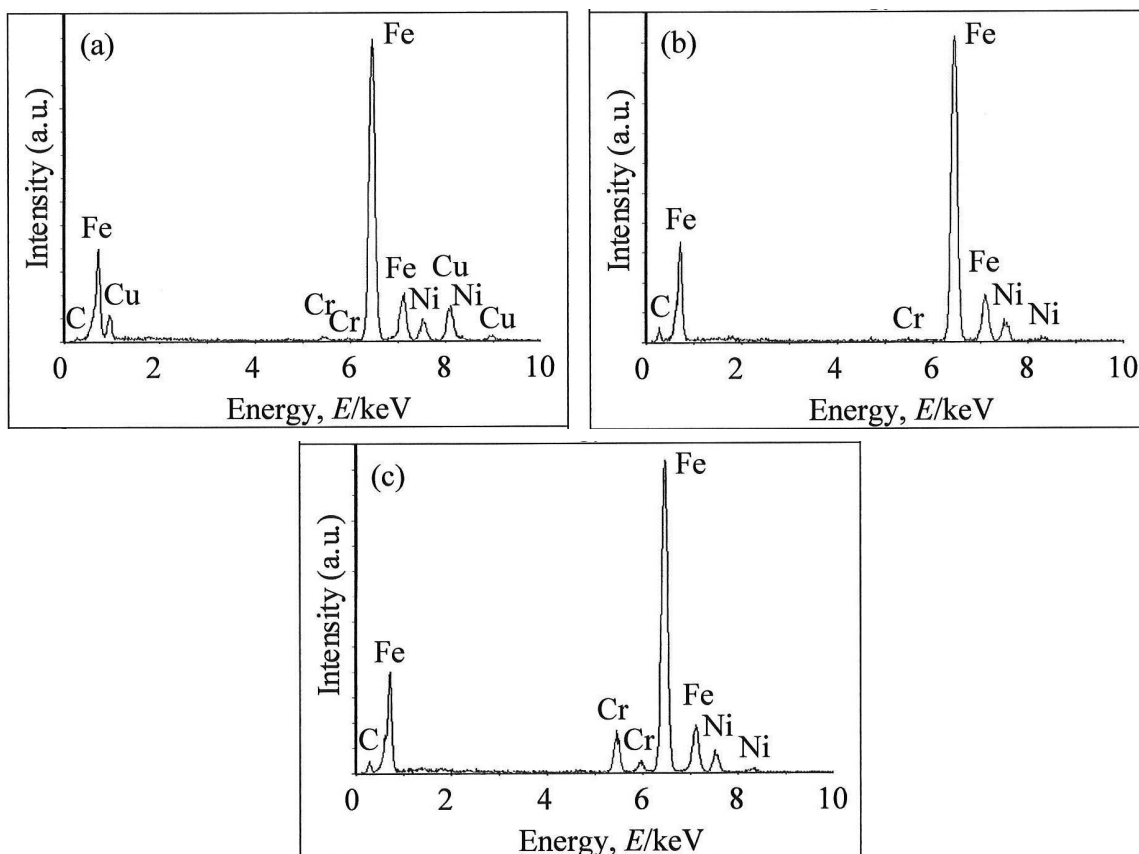 (a)
Fe
Fe
Cu
C
Cr
Cr
Fe
Cu
Ni
Ni
Cu
Intensity (a.u.)
0 2 4 6 8 10
Energy, E/keV
(b)
Fe
Fe
C
Fe
Cr
Ni
Ni
Intensity (a.u.)
0 2 4 6 8 10
Energy, E/keV
(c)
Fe
Fe
C
Cr
Cr
Fe
Ni
Ni
Intensity (a.u.)
0 2 4 6 8 10
Energy, E/keV